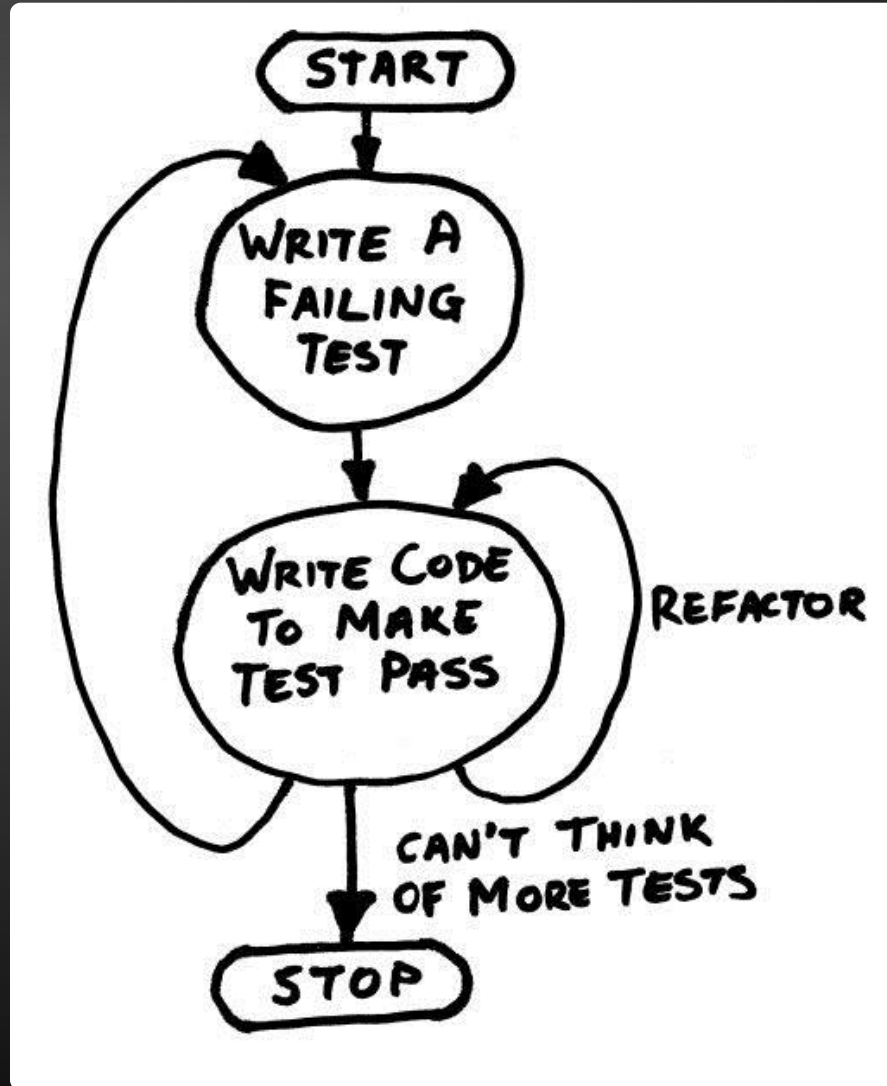 START
WRITE A
FAILING
TEST
WRITE CODE
TO MAKE
TEST PASS
REFACTOR
CAN'T THINK
OF MORE TESTS
STOP